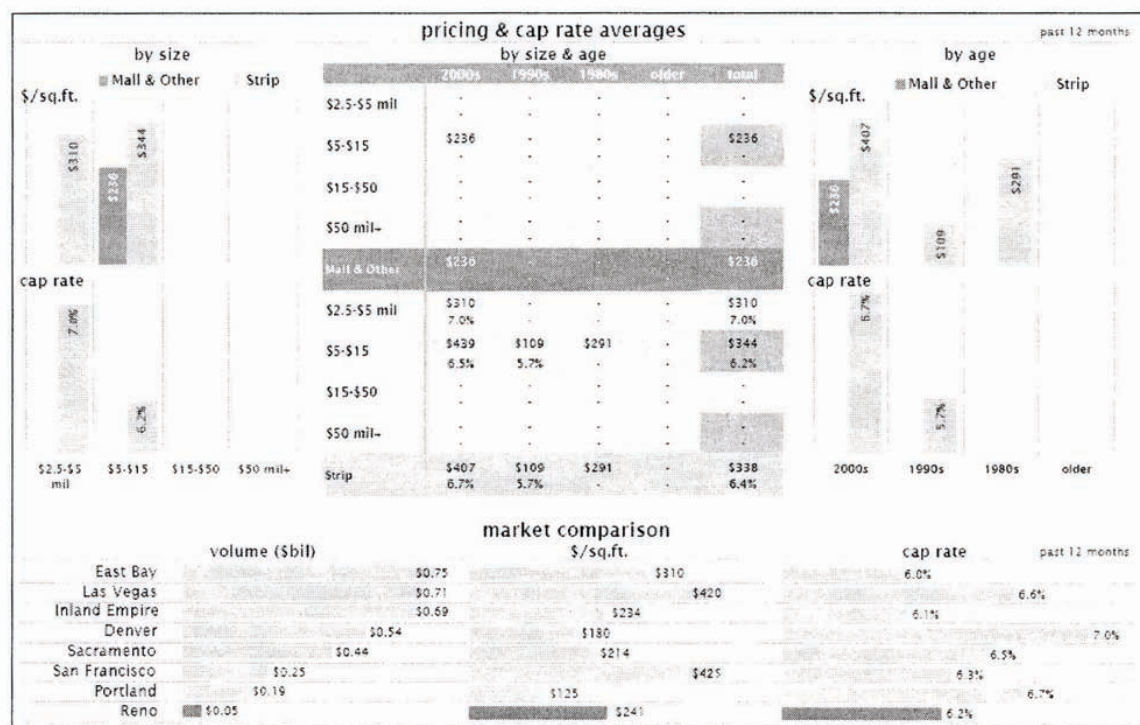 pricing & cap rate averages
past 12 months
by size
Mall & Other Strip
$/sq.ft.
$310
$230
$344
cap rate
7.0%
6.2%
$2.5-$5 mil $5-$15 $15-$50 $50 mil+
by size & age
2000s 1990s 1980s older total
$2.5-$5 mil - - - - -
- - - - -
$5-$15 $236 - - - $236
- - - - -
$15-$50 - - - - -
- - - - -
$50 mil+ - - - - -
- - - - -
Mall & Other $236 - - - $236
$2.5-$5 mil $310 - - - $310
7.0% - - - 7.0%
$5-$15 $439 $109 $291 - $344
6.5% 5.7% - - 6.2%
$15-$50 - - - - -
- - - - -
$50 mil+ - - - - -
- - - - -
Strip $407 $109 $291 - $338
6.7% 5.7% - - 6.4%
by age
Mall & Other Strip
$/sq.ft.
$230
$407
$109
$291
cap rate
6.7%
5.7%
2000s 1990s 1980s older
market comparison
volume ($bil) $/sq.ft. cap rate past 12 months
East Bay $0.75 $310 6.0%
Las Vegas $0.71 $420 6.6%
Inland Empire $0.69 $234 6.1%
Denver $0.54 $180 7.0%
Sacramento $0.44 $214 6.5%
San Francisco $0.25 $425 6.3%
Portland $0.19 $125 6.7%
Reno $0.05 $241 6.2%